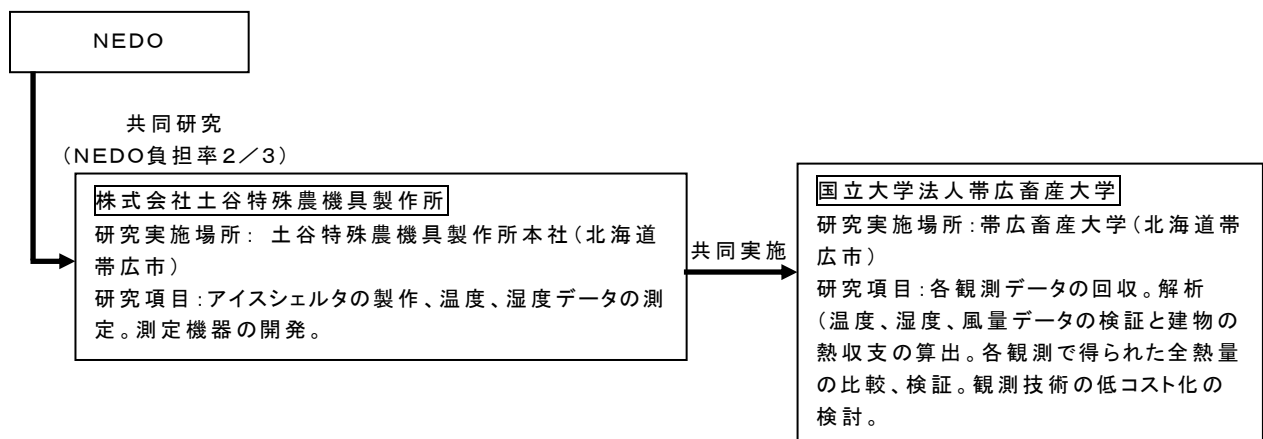 NEDO
共同研究
(NEDO負担率2/3)
株式会社土谷特殊農機具製作所
研究実施場所: 土谷特殊農機具製作所本社(北海道
帯広市)
研究項目:アイスシェルタの製作、温度、湿度データの測
定。測定機器の開発。
共同実施
国立大学法人帯広畜産大学
研究実施場所:帯広畜産大学(北海道帯
広市)
研究項目:各観測データの回収。解析
(温度、湿度、風量データの検証と建物の
熱収支の算出。各観測で得られた全熱量
の比較、検証。観測技術の低コスト化の
検討。